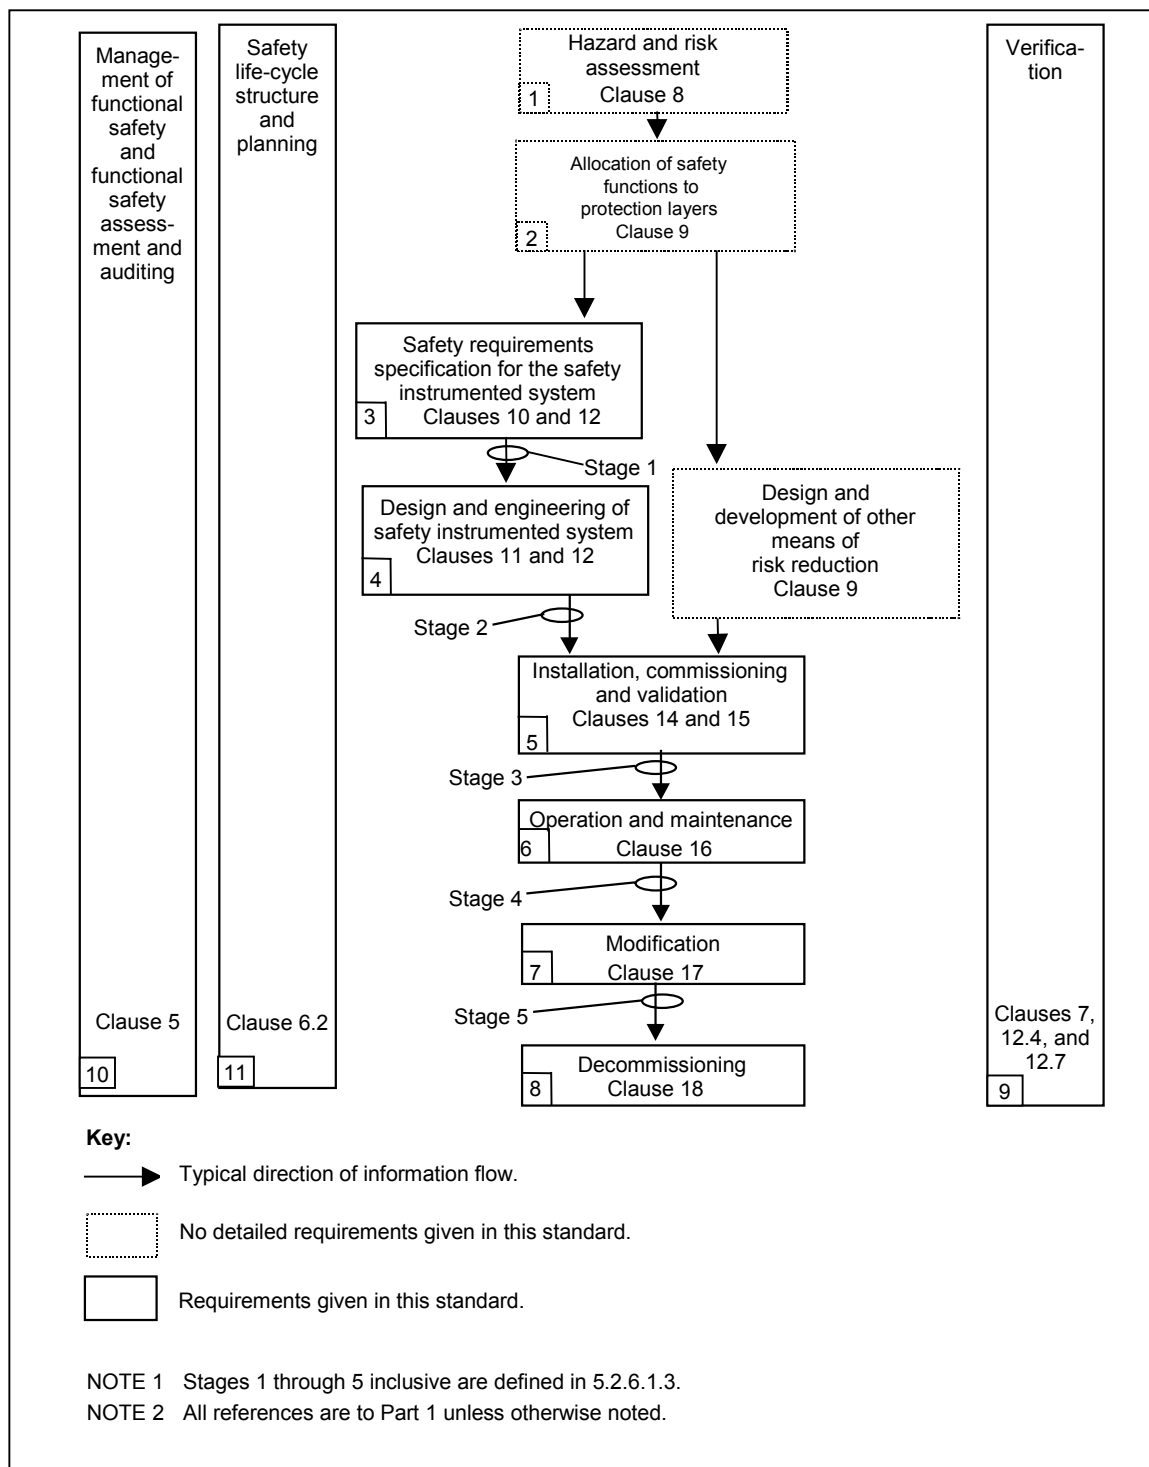 Manage-
ment of
functional
safety
and
functional
safety
assess-
ment and
auditing
Clause 5
10
Safety
life-cycle
structure
and
planning
Clause 6.2
11
Hazard and risk
assessment
Clause 8
1
Allocation of safety
functions to
protection layers
Clause 9
2
Safety requirements
specification for the safety
instrumented system
Clauses 10 and 12
3
Stage 1
Design and engineering of
safety instrumented system
Clauses 11 and 12
4
Design and
development of other
means of
risk reduction
Clause 9
Stage 2
Installation, commissioning
and validation
Clauses 14 and 15
5
Stage 3
Operation and maintenance
Clause 16
6
Stage 4
Modification
Clause 17
7
Stage 5
Decommissioning
Clause 18
8
Verifica-
tion
Clauses 7,
12.4, and
12.7
9
Key:
Typical direction of information flow.
No detailed requirements given in this standard.
Requirements given in this standard.
NOTE 1 Stages 1 through 5 inclusive are defined in 5.2.6.1.3.
NOTE 2 All references are to Part 1 unless otherwise noted.